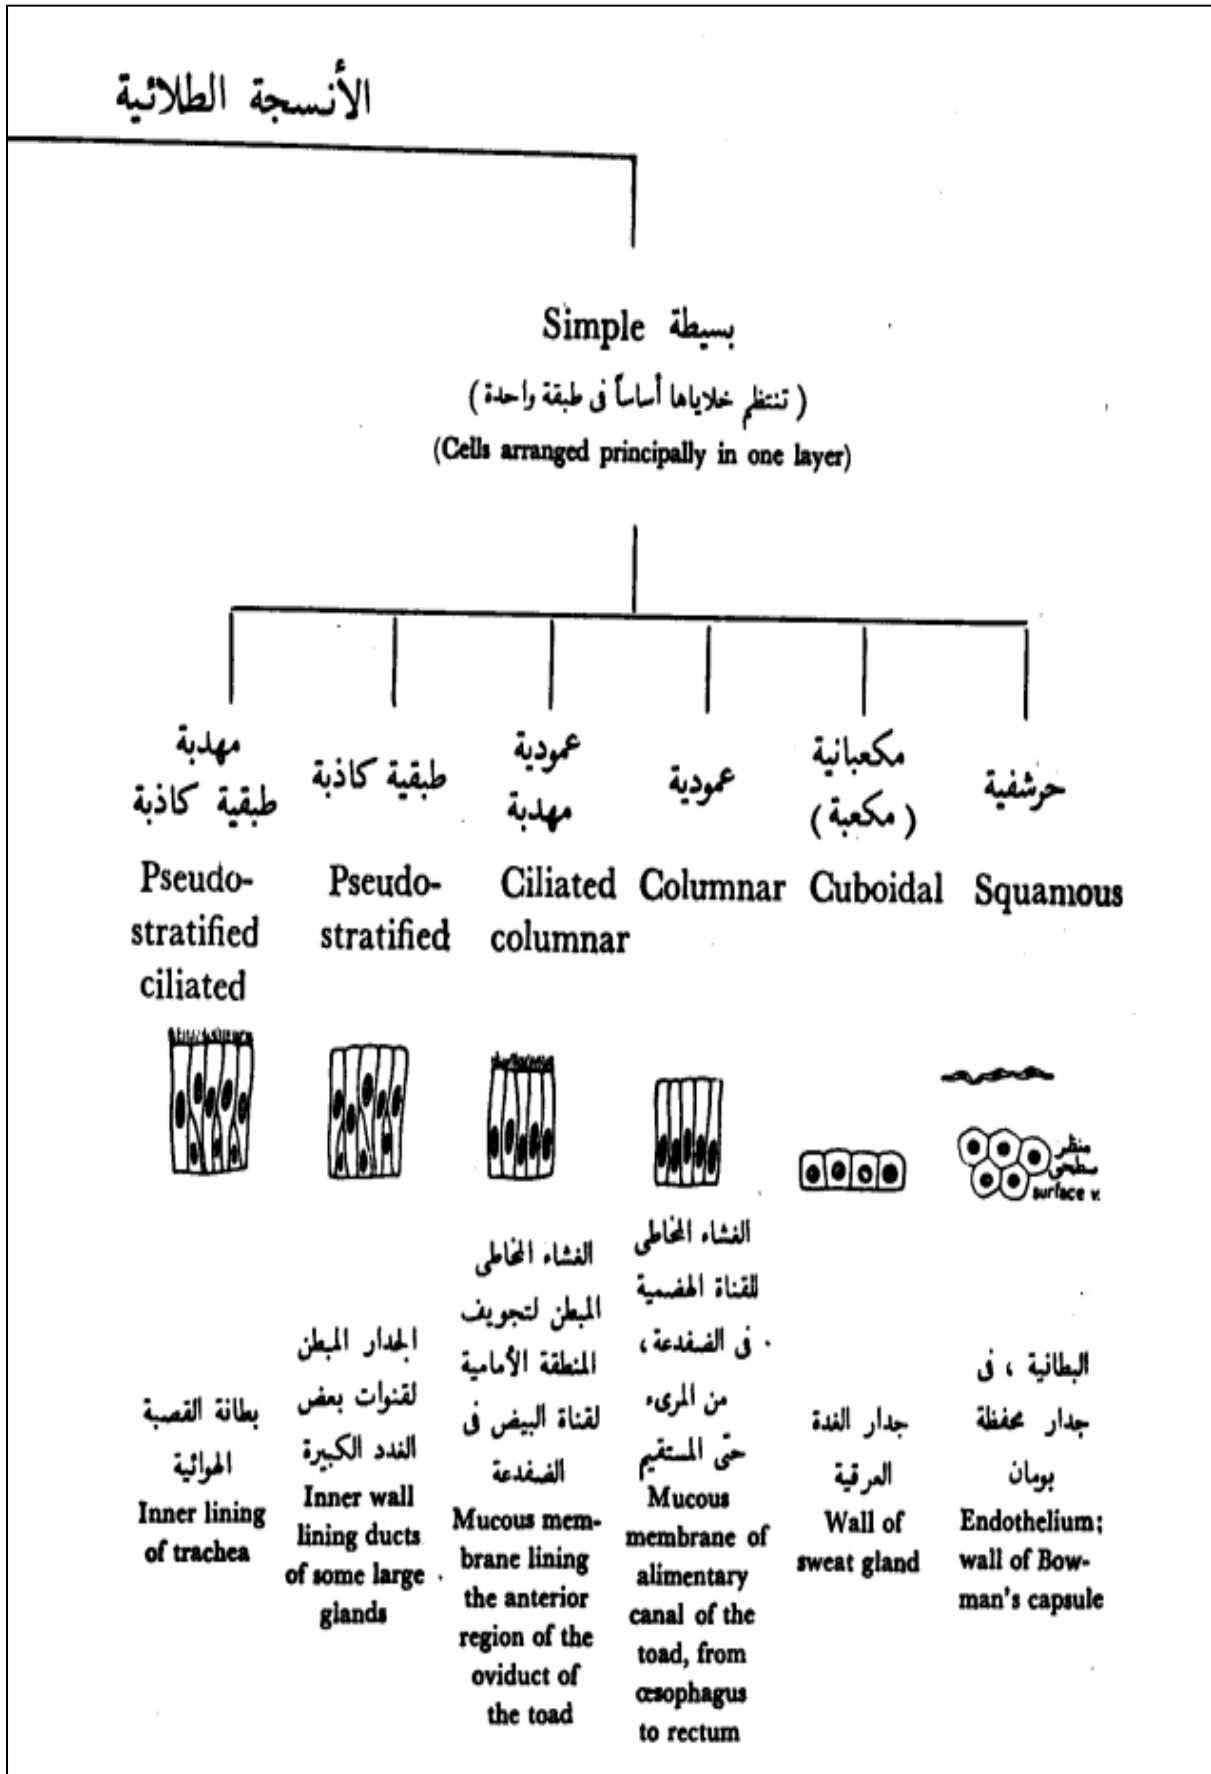 الأنسجة الطلائية
Simple بسيطة
( تنتظم خلاياها أساساً فى طبقة واحدة )
(Cells arranged principally in one layer)
مهدبة
طبقية كاذبة
Pseudo-
stratified
ciliated
طبقية كاذبة
Pseudo-
stratified
عمودية
مهدبة
Ciliated
columnar
عمودية
Columnar
مكعبانية
( مكعبة )
Cuboidal
حرشفية
Squamous
منظر
سطحى
surface v.
بطانة القصبة
الهوائية
Inner lining
of trachea
الجدار المبطن
لقنوات بعض
الغدد الكبيرة
Inner wall
lining ducts
of some large
glands
الغشاء المخاطى
المبطن لتجويف
المنطقة الأمامية
لقناة البيض فى
الضفدعة
Mucous mem-
brane lining
the anterior
region of the
oviduct of
the toad
الغشاء المخاطى
للقناة الهضمية
فى الضفدعة ،
من المرىء
حتى المستقيم
Mucous
membrane of
alimentary
canal of the
toad, from
œsophagus
to rectum
جدار الغدة
العرقية
Wall of
sweat gland
البطانية ، فى
جدار محفظة
بومان
Endothelium;
wall of Bow-
man's capsule